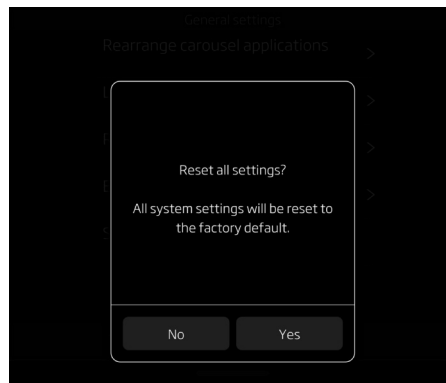 General settings
Rearrange carousel applications
Reset all settings?
All system settings will be reset to
the factory default.
No
Yes